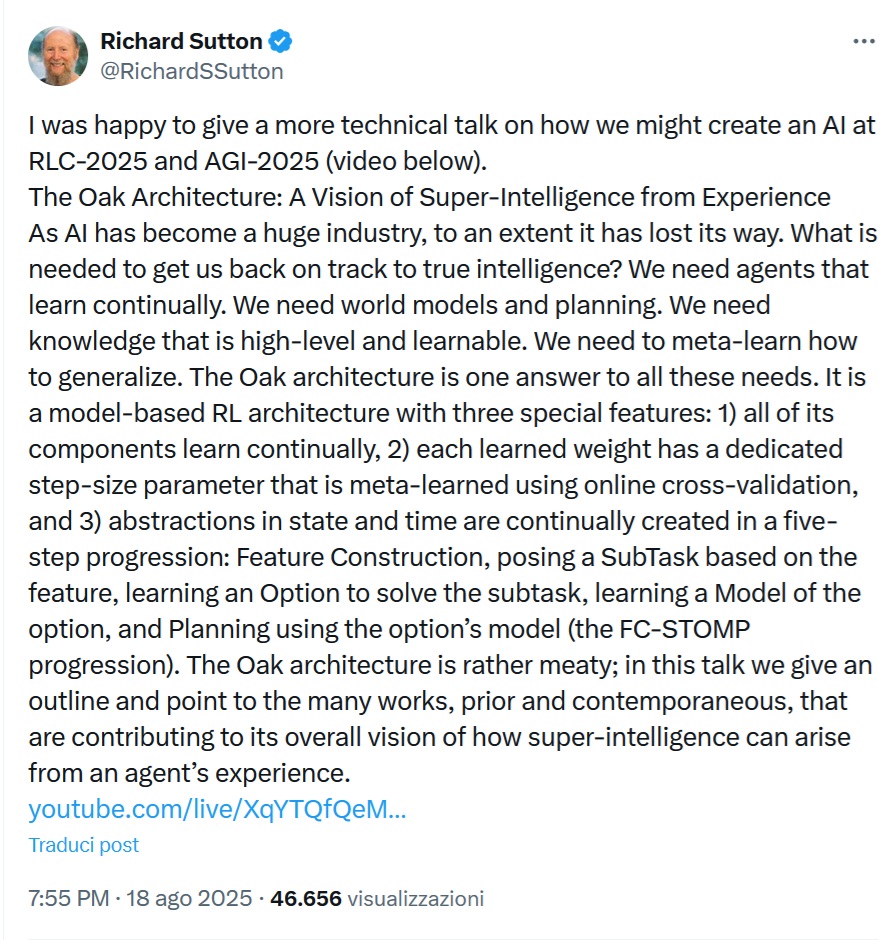 Richard Sutton
@RichardSSutton
I was happy to give a more technical talk on how we might create an AI at
RLC-2025 and AGI-2025 (video below).
The Oak Architecture: A Vision of Super-Intelligence from Experience
As AI has become a huge industry, to an extent it has lost its way. What is
needed to get us back on track to true intelligence? We need agents that
learn continually. We need world models and planning. We need
knowledge that is high-level and learnable. We need to meta-learn how
to generalize. The Oak architecture is one answer to all these needs. It is
a model-based RL architecture with three special features: 1) all of its
components learn continually, 2) each learned weight has a dedicated
step-size parameter that is meta-learned using online cross-validation,
and 3) abstractions in state and time are continually created in a five-
step progression: Feature Construction, posing a SubTask based on the
feature, learning an Option to solve the subtask, learning a Model of the
option, and Planning using the option’s model (the FC-STOMP
progression). The Oak architecture is rather meaty; in this talk we give an
outline and point to the many works, prior and contemporaneous, that
are contributing to its overall vision of how super-intelligence can arise
from an agent’s experience.
youtube.com/live/XqYTQfQeM...
Traduci post
7:55 PM · 18 ago 2025 · 46.656 visualizzazioni